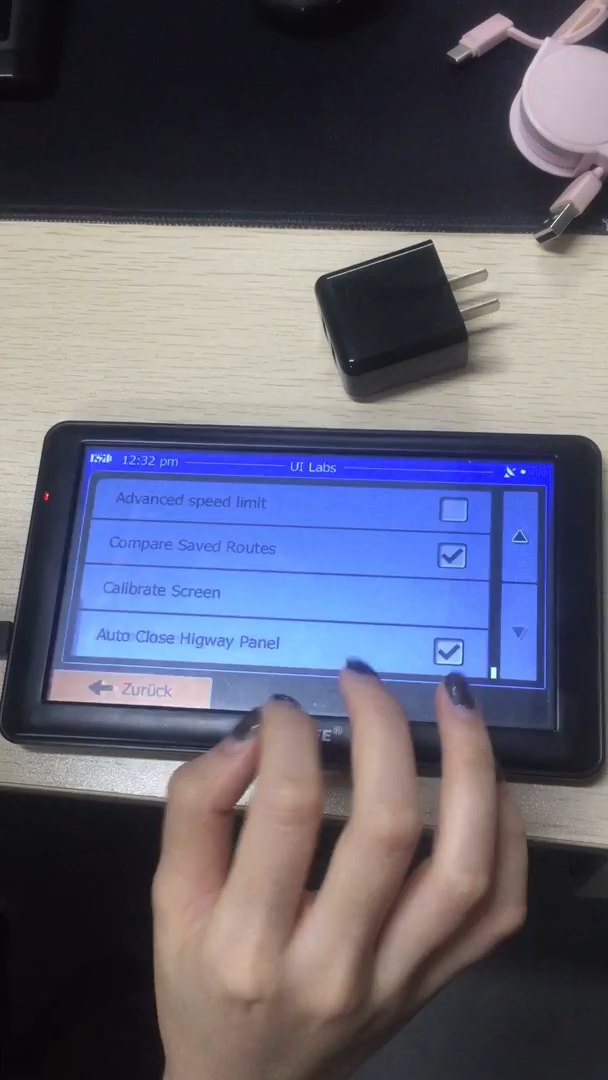 12:32 pm
UI Labs
Advanced speed limit
Compare Saved Routes
Calibrate Screen
Auto Close Higway Panel
Zurück